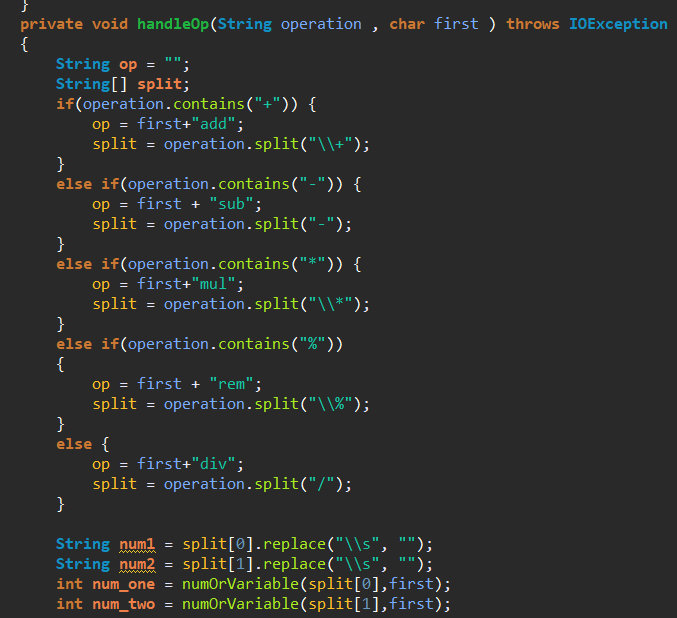 }
private void handleOp(String operation , char first ) throws IOException
{
String op = "";
String[] split;
if(operation.contains("+")) {
op = first+"add";
split = operation.split("\\+");
}
else if(operation.contains("-")) {
op = first + "sub";
split = operation.split("-");
}
else if(operation.contains("*")) {
op = first+"mul";
split = operation.split("\\*");
}
else if(operation.contains("%"))
{
op = first + "rem";
split = operation.split("\\%");
}
else {
op = first+"div";
split = operation.split("/");
}
String num1 = split[0].replace("\\s", "");
String num2 = split[1].replace("\\s", "");
int num_one = numOrVariable(split[0],first);
int num_two = numOrVariable(split[1],first);